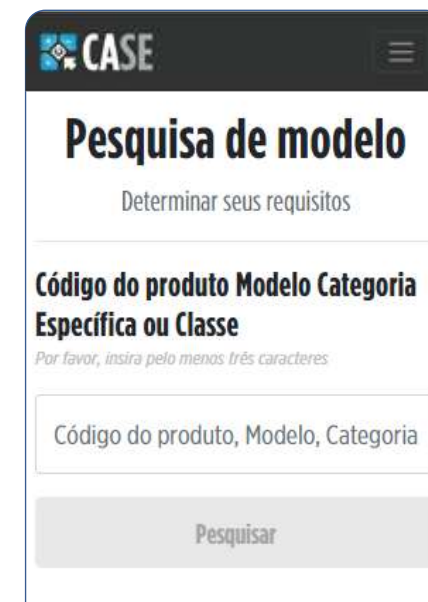 CASE
Pesquisa de modelo
Determinar seus requisitos
Código do produto Modelo Categoria
Específica ou Classe
Por favor, insira pelo menos três caracteres
Código do produto, Modelo, Categoria
Pesquisar